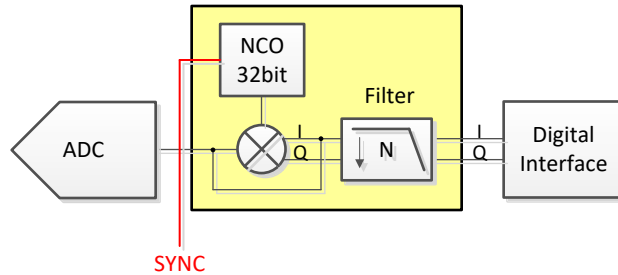 NCO
32bit
Filter
ADC
I
Q
N
I
Q
Digital
Interface
SYNC